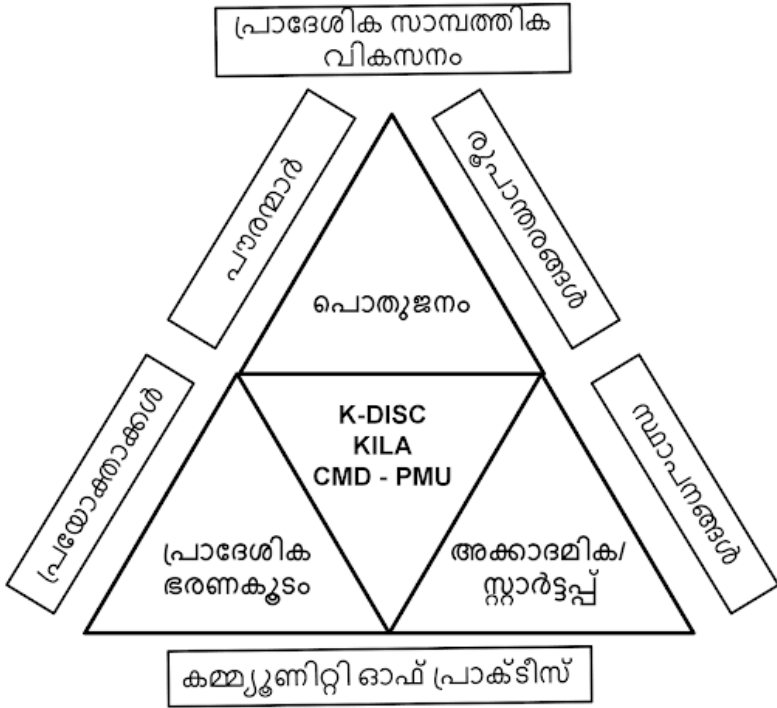 പ്രാദേശിക സാമ്പത്തിക
വികസനം
പൗരന്മാർ
രൂപാന്തരങ്ങൾ
പൊതുജനം
പ്രയോക്താക്കൾ
K-DISC
KILA
CMD - PMU
സ്ഥാപനങ്ങൾ
പ്രാദേശിക
ഭരണകൂടം
അക്കാദമിക/
സ്റ്റാർട്ടപ്പ്
കമ്മ്യൂണിറ്റി ഓഫ് പ്രാക്ടീസ്